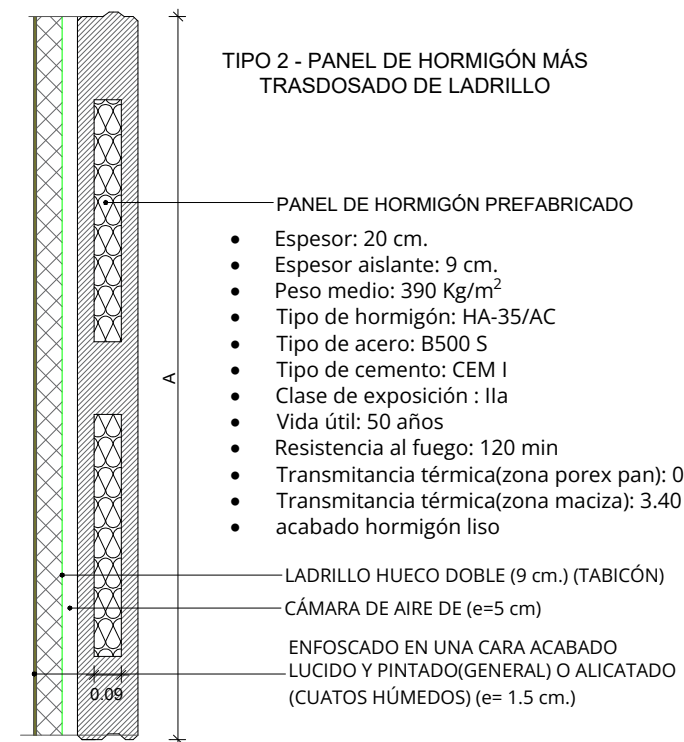 TIPO 2 - PANEL DE HORMIGÓN MÁS
TRASDOSADO DE LADRILLO
PANEL DE HORMIGÓN PREFABRICADO
• Espesor: 20 cm.
• Espesor aislante: 9 cm.
• Peso medio: 390 Kg/m²
• Tipo de hormigón: HA-35/AC
• Tipo de acero: B500 S
• Tipo de cemento: CEM I
• Clase de exposición : IIa
• Vida útil: 50 años
• Resistencia al fuego: 120 min
• Transmitancia térmica(zona porex pan): 0
• Transmitancia térmica(zona maciza): 3.40
• acabado hormigón liso
A
LADRILLO HUECO DOBLE (9 cm.) (TABICÓN)
CÁMARA DE AIRE DE (e=5 cm)
ENFOSCADO EN UNA CARA ACABADO
LUCIDO Y PINTADO(GENERAL) O ALICATADO
(CUATOS HÚMEDOS) (e= 1.5 cm.)
0.09